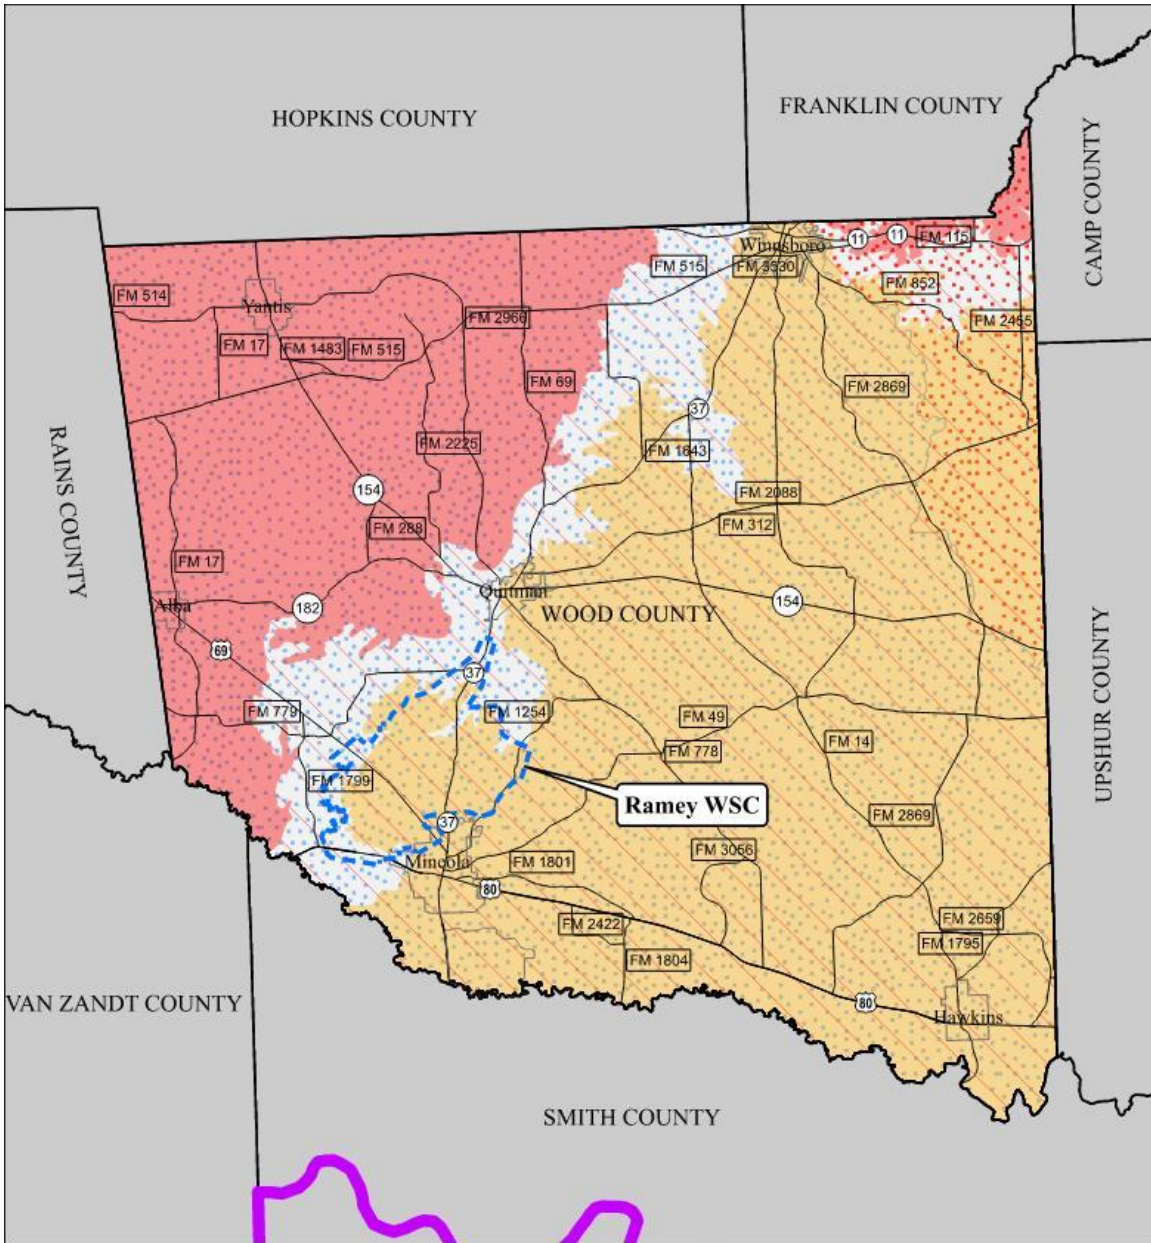 HOPKINS COUNTY
FRANKLIN COUNTY
CAMP COUNTY
RAINS COUNTY
UPSHUR COUNTY
VAN ZANDT COUNTY
SMITH COUNTY
WOOD COUNTY
Winnsboro
11
11
FM 115
FM 515
FM 3330
FM 852
FM 514
Yantis
FM 2966
FM 2455
FM 17
FM 1483
FM 515
FM 69
FM 2869
37
FM 2225
FM 1643
154
FM 2088
FM 288
FM 312
FM 17
Quitman
Alba
182
154
69
37
FM 779
FM 1254
FM 49
FM 14
FM 778
FM 1799
Ramey WSC
37
FM 2869
FM 3056
Mineola
FM 1801
80
FM 2422
FM 2659
FM 1795
FM 1804
80
Hawkins